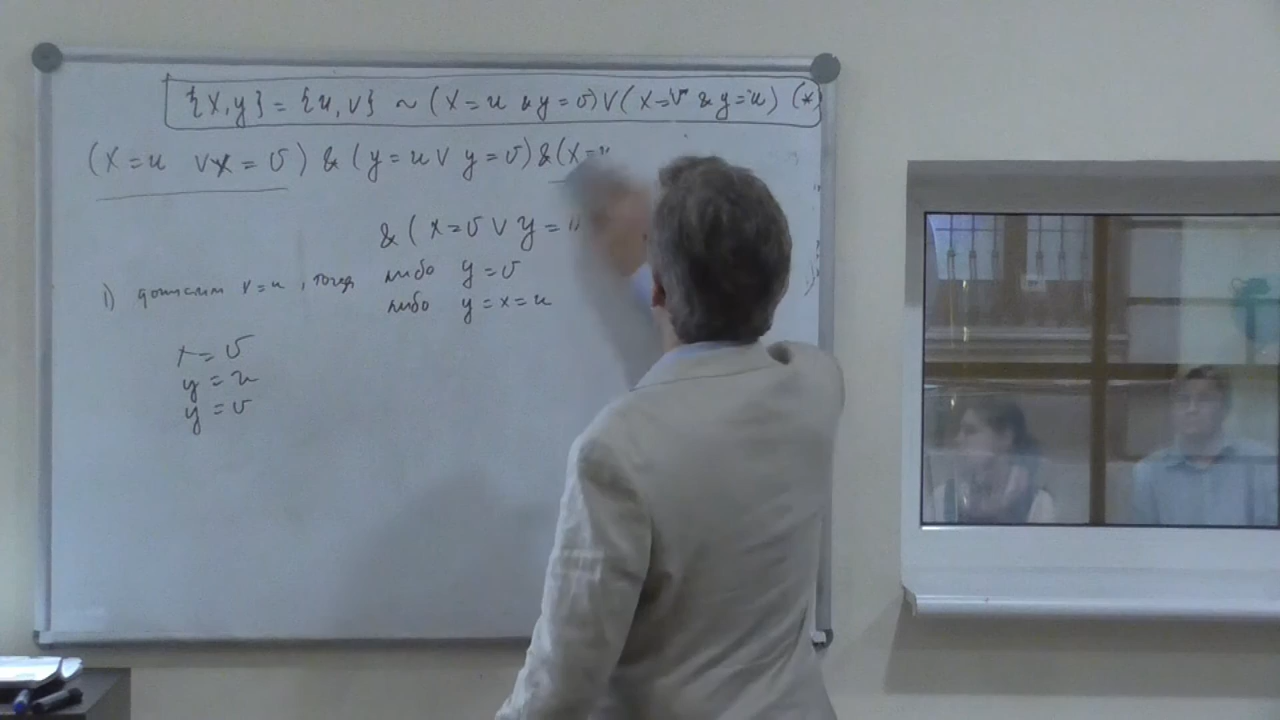 {x,y} = {u,v} ~ (x=u & y=v) ∨ (x=v & y=u) (*)
(x=u ∨ x=v) & (y=u ∨ y=v) & (x=u
& (x=v ∨ y=u
1) допустим x=u, тогда либо y=v
либо y=x=u
x=v
y=u
y=v